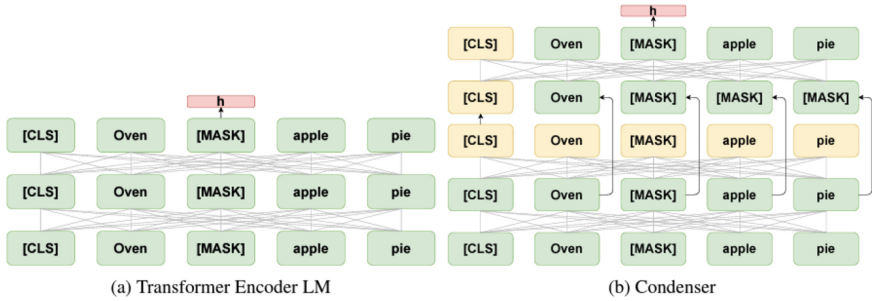 h
[CLS] Oven [MASK] apple pie
[CLS] Oven [MASK] apple pie
[CLS] Oven [MASK] apple pie
(a) Transformer Encoder LM
h
[CLS] Oven [MASK] apple pie
[CLS] Oven [MASK] [MASK] [MASK]
[CLS] Oven [MASK] apple pie
[CLS] Oven [MASK] apple pie
[CLS] Oven [MASK] apple pie
(b) Condenser